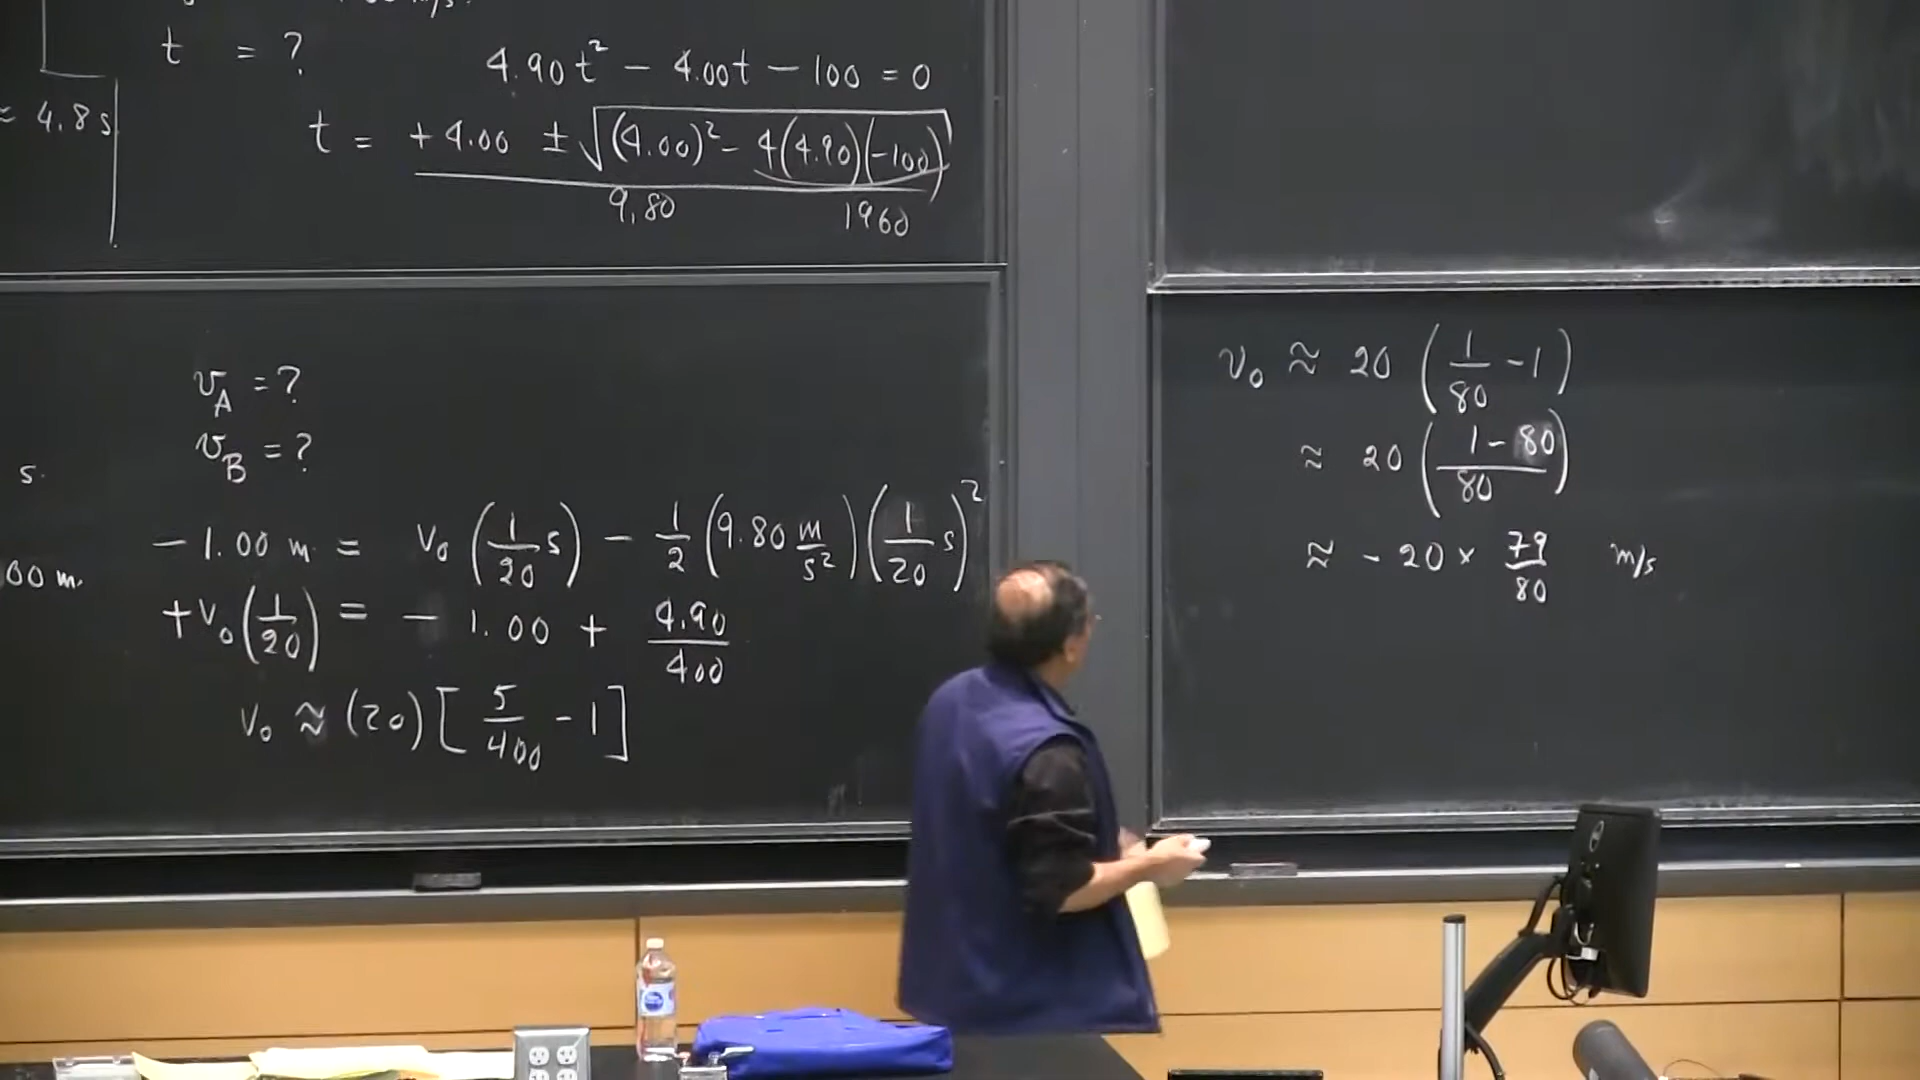 t = ?
4.90t² - 4.00t - 100 = 0
≈ 4.8 s
t = +4.00 ± √(4.00)² - 4(4.90)(-100)
9.80
1960
v_A = ?
v_B = ?
s.
-1.00 m = v₀ (1/20 s) - 1/2 (9.80 m/s²)(1/20 s)²
00 m.
+v₀(1/20) = - 1.00 + 4.90/400
v₀ ≈ (20) [5/400 - 1]
v₀ ≈ 20 (1/80 - 1)
≈ 20 (1 - 80/80)
≈ - 20 × 79/80 m/s